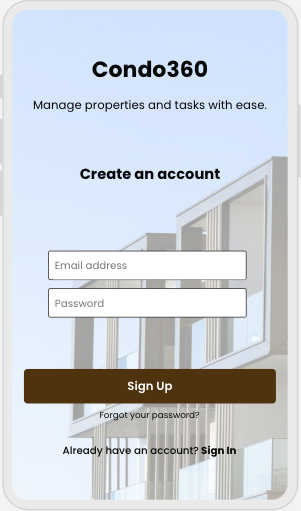 Condo360
Manage properties and tasks with ease.
Create an account
Email address
Password
Sign Up
Forgot your password?
Already have an account? Sign In